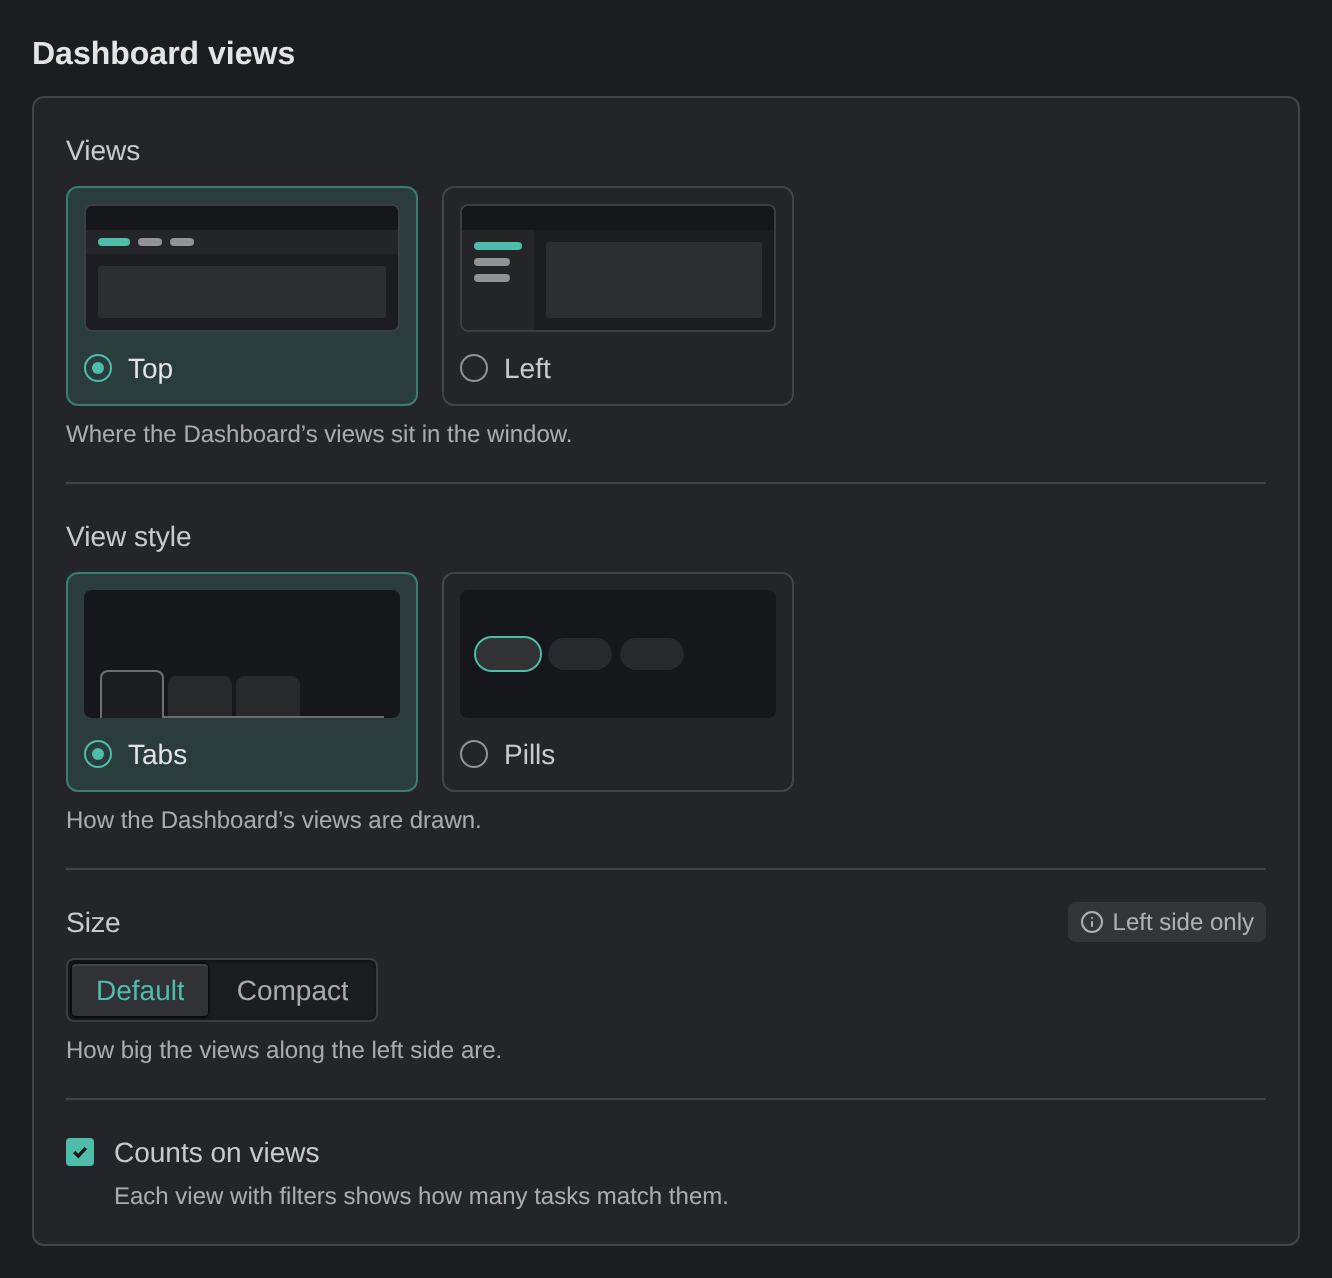 Dashboard views
Views
Top
Left
Where the Dashboard’s views sit in the window.
View style
Tabs
Pills
How the Dashboard’s views are drawn.
Size
Left side only
Default
Compact
How big the views along the left side are.
Counts on views
Each view with filters shows how many tasks match them.